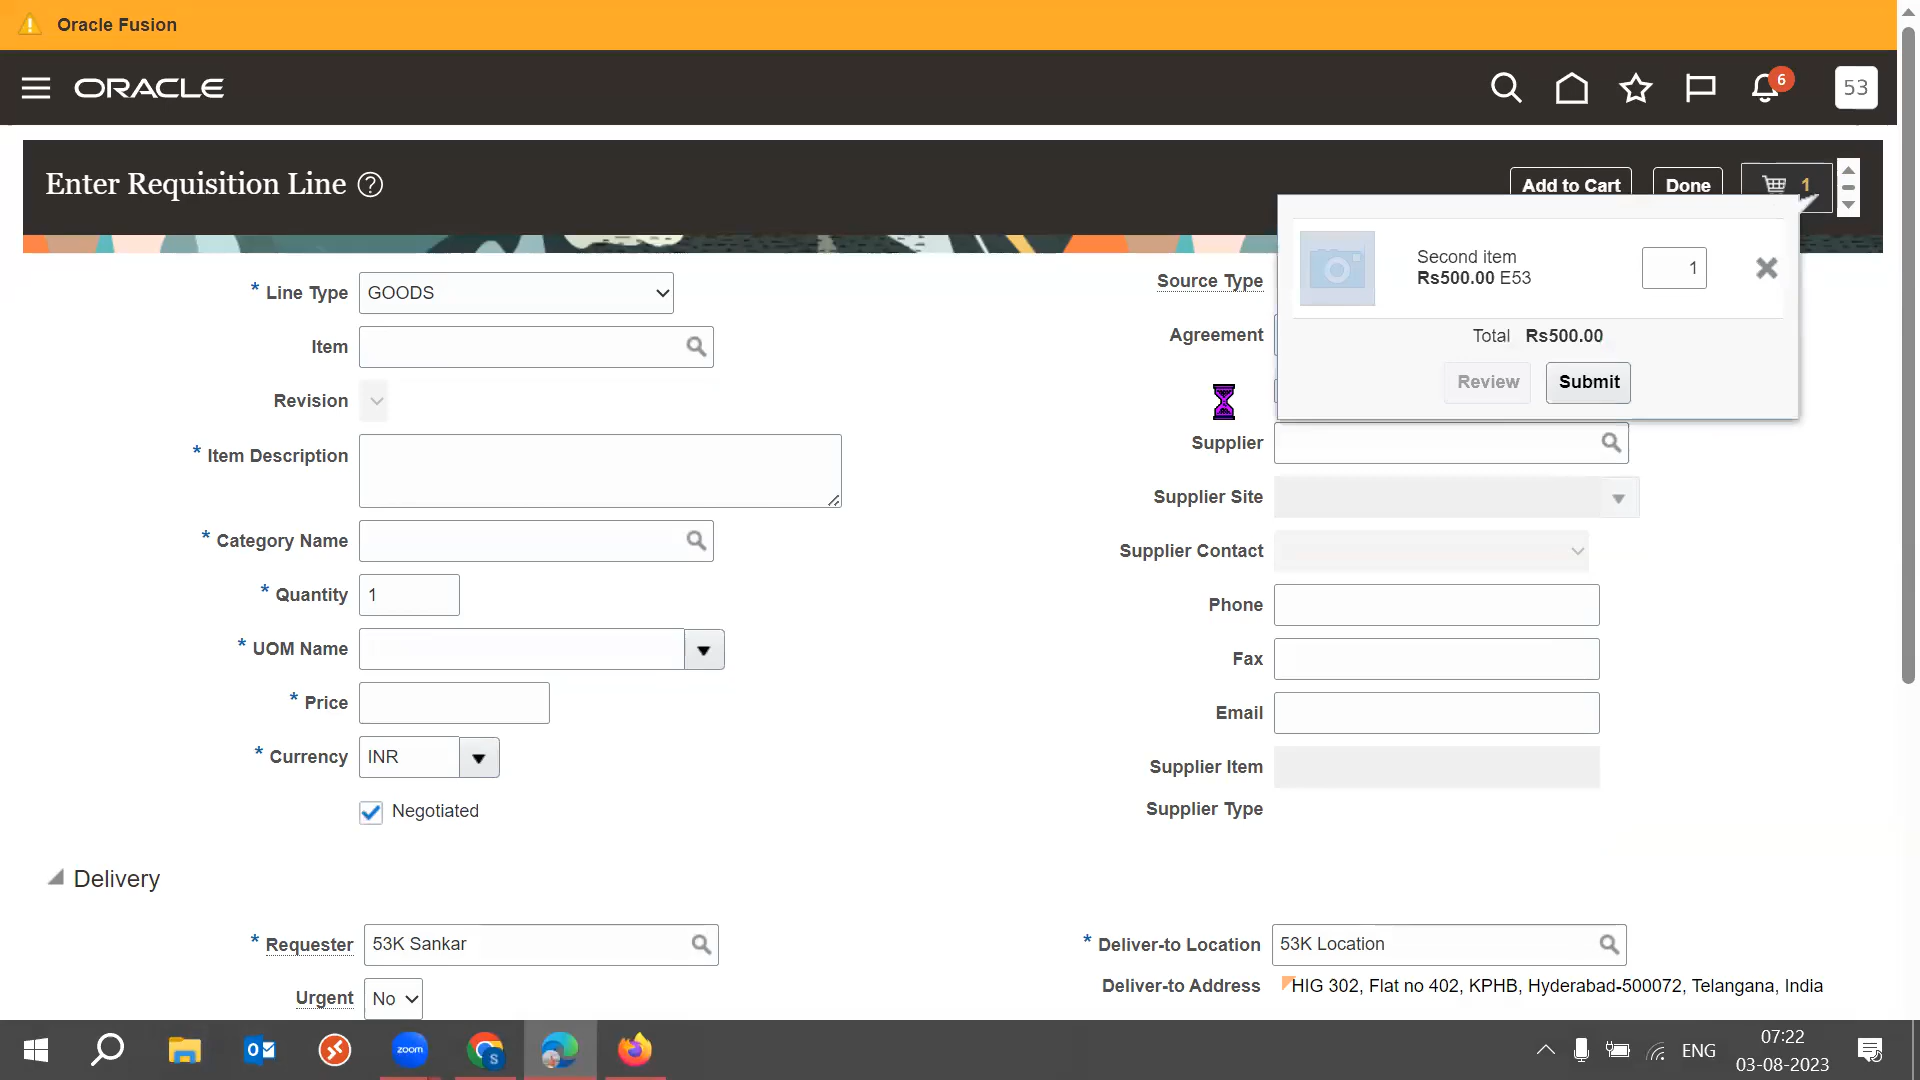 Oracle Fusion
ORACLE
6
53
Enter Requisition Line ?
Add to Cart
Done
1
Second item
Rs500.00 E53
1
Total Rs500.00
Review
Submit
* Line Type GOODS
Item
Revision
* Item Description
* Category Name
* Quantity 1
* UOM Name
* Price
* Currency INR
Negotiated
Source Type
Agreement
Supplier
Supplier Site
Supplier Contact
Phone
Fax
Email
Supplier Item
Supplier Type
Delivery
* Requester 53K Sankar
Urgent No
* Deliver-to Location 53K Location
Deliver-to Address HIG 302, Flat no 402, KPHB, Hyderabad-500072, Telangana, India
zoom
S
ENG
07:22
03-08-2023